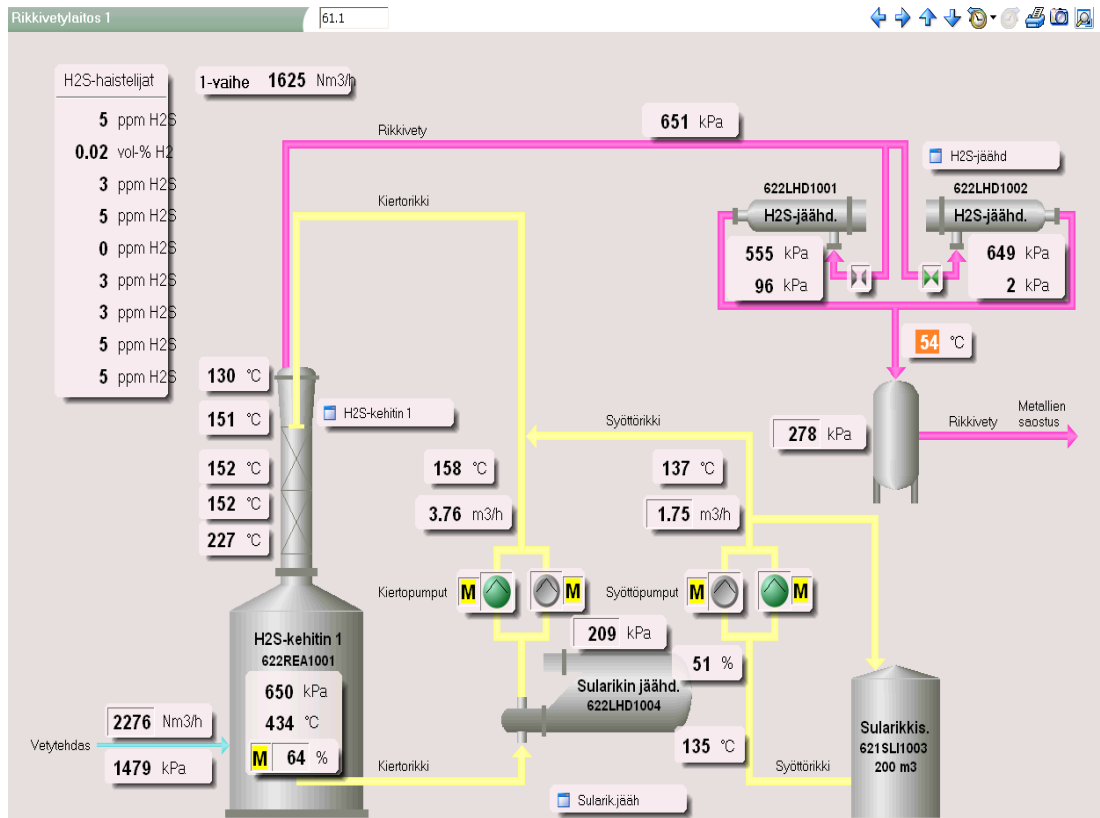 Rikkivetylaitos 1
61.1
H2S-haistelijat
5 ppm H2S
0.02 vol-% H2
3 ppm H2S
5 ppm H2S
0 ppm H2S
3 ppm H2S
3 ppm H2S
5 ppm H2S
5 ppm H2S
1-vaihe 1625 Nm3/h
Rikkivety
651 kPa
H2S-jäähd
622LHD1001
H2S-jäähd.
555 kPa
96 kPa
622LHD1002
H2S-jäähd.
649 kPa
2 kPa
Kiertorikki
54 °C
130 °C
151 °C
152 °C
152 °C
227 °C
H2S-kehitin 1
Syöttörikki
278 kPa
Rikkivety
Metallien
saostus
158 °C
3.76 m3/h
137 °C
1.75 m3/h
Kiertopumput
M
M
Syöttöpumput
M
M
209 kPa
51 %
Sularikin jäähd.
622LHD1004
135 °C
H2S-kehitin 1
622REA1001
650 kPa
434 °C
M 64 %
2276 Nm3/h
Vetytehdas
1479 kPa
Kiertorikki
Sularik.jääh
Syöttörikki
Sularikkis.
621SLI1003
200 m3